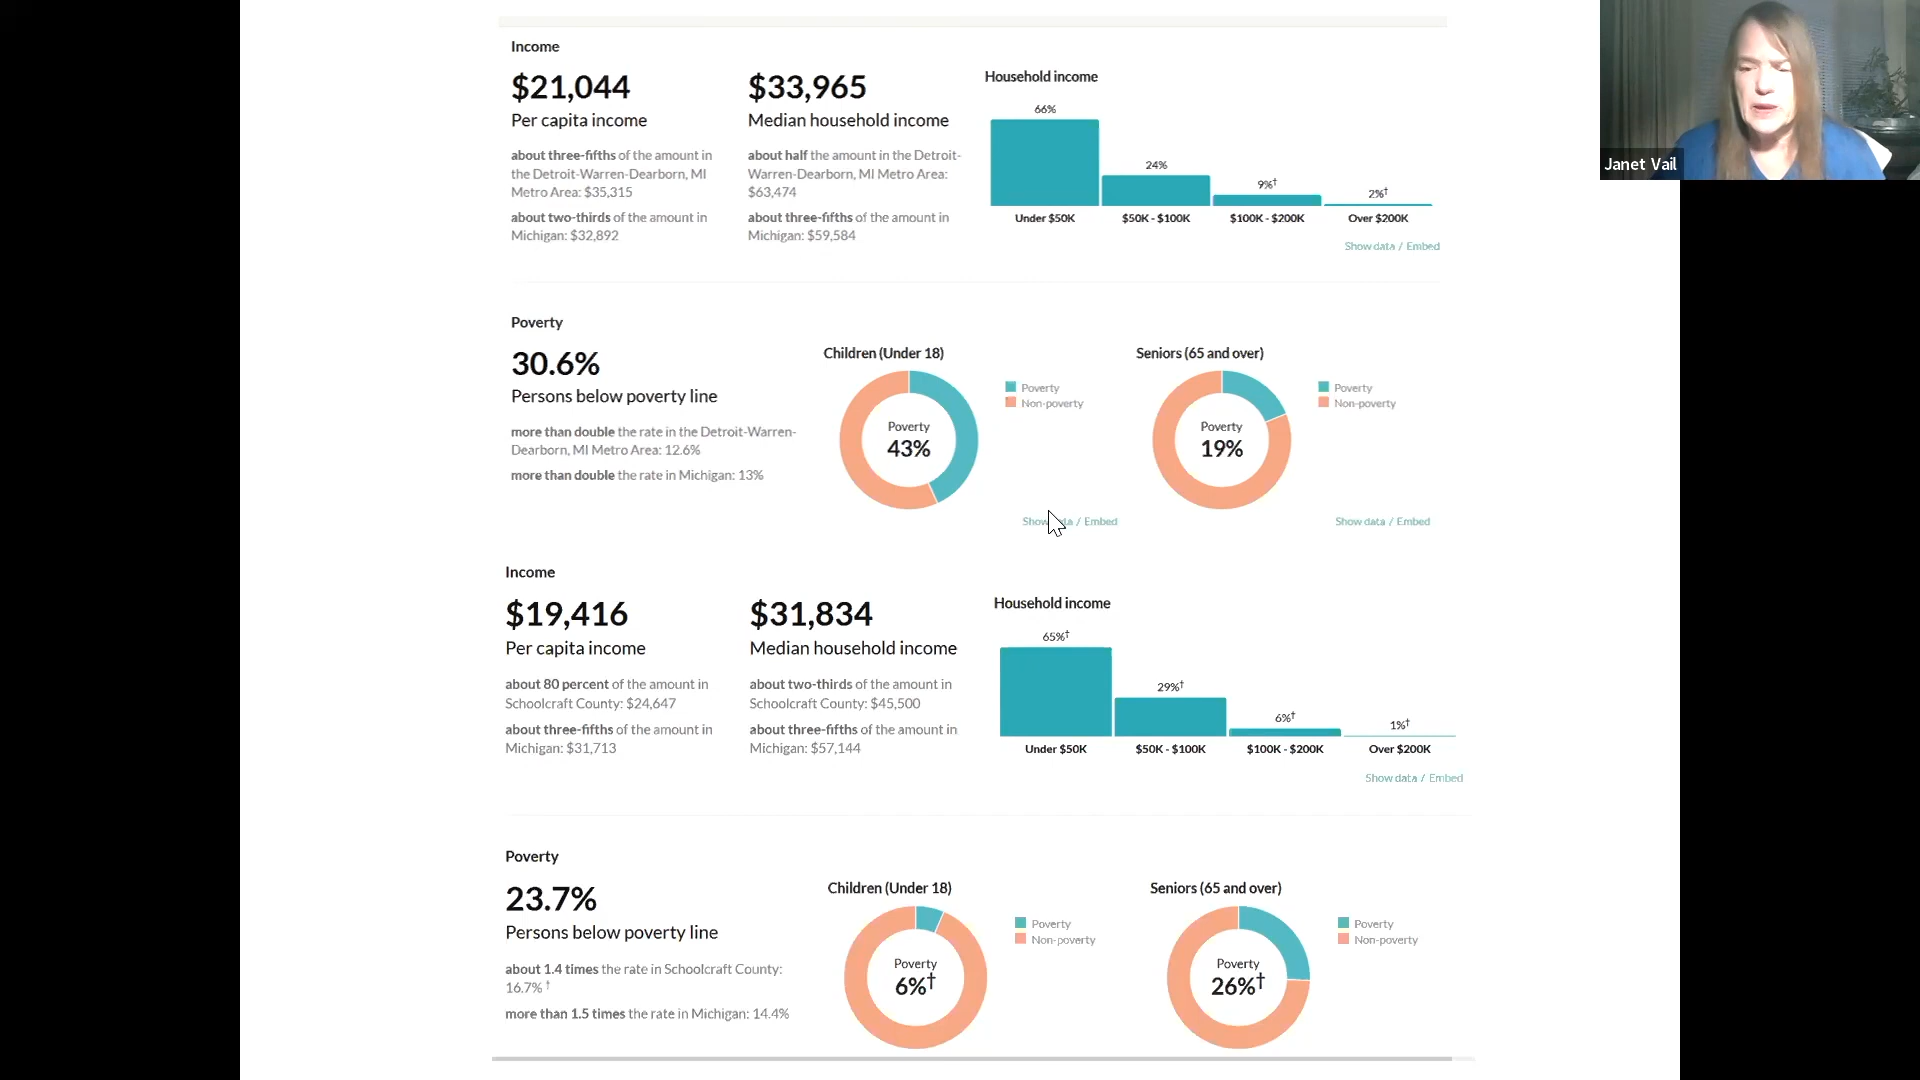 Income
$21,044
Per capita income
about three-fifths of the amount in
the Detroit-Warren-Dearborn, MI
Metro Area: $35,315
about two-thirds of the amount in
Michigan: $32,892
$33,965
Median household income
about half the amount in the Detroit-
Warren-Dearborn, MI Metro Area:
$63,474
about three-fifths of the amount in
Michigan: $59,584
Household income
66%
24%
9%†
2%†
Under $50K
$50K - $100K
$100K - $200K
Over $200K
Show data / Embed
Janet Vail
Poverty
30.6%
Persons below poverty line
more than double the rate in the Detroit-Warren-
Dearborn, MI Metro Area: 12.6%
more than double the rate in Michigan: 13%
Children (Under 18)
Poverty
43%
Poverty
Non-poverty
Show / Embed
Seniors (65 and over)
Poverty
19%
Poverty
Non-poverty
Show data / Embed
Income
$19,416
Per capita income
about 80 percent of the amount in
Schoolcraft County: $24,647
about three-fifths of the amount in
Michigan: $31,713
$31,834
Median household income
about two-thirds of the amount in
Schoolcraft County: $45,500
about three-fifths of the amount in
Michigan: $57,144
Household income
65%†
29%†
6%†
1%†
Under $50K
$50K - $100K
$100K - $200K
Over $200K
Show data / Embed
Poverty
23.7%
Persons below poverty line
about 1.4 times the rate in Schoolcraft County:
16.7% †
more than 1.5 times the rate in Michigan: 14.4%
Children (Under 18)
Poverty
6%†
Poverty
Non-poverty
Seniors (65 and over)
Poverty
26%†
Poverty
Non-poverty